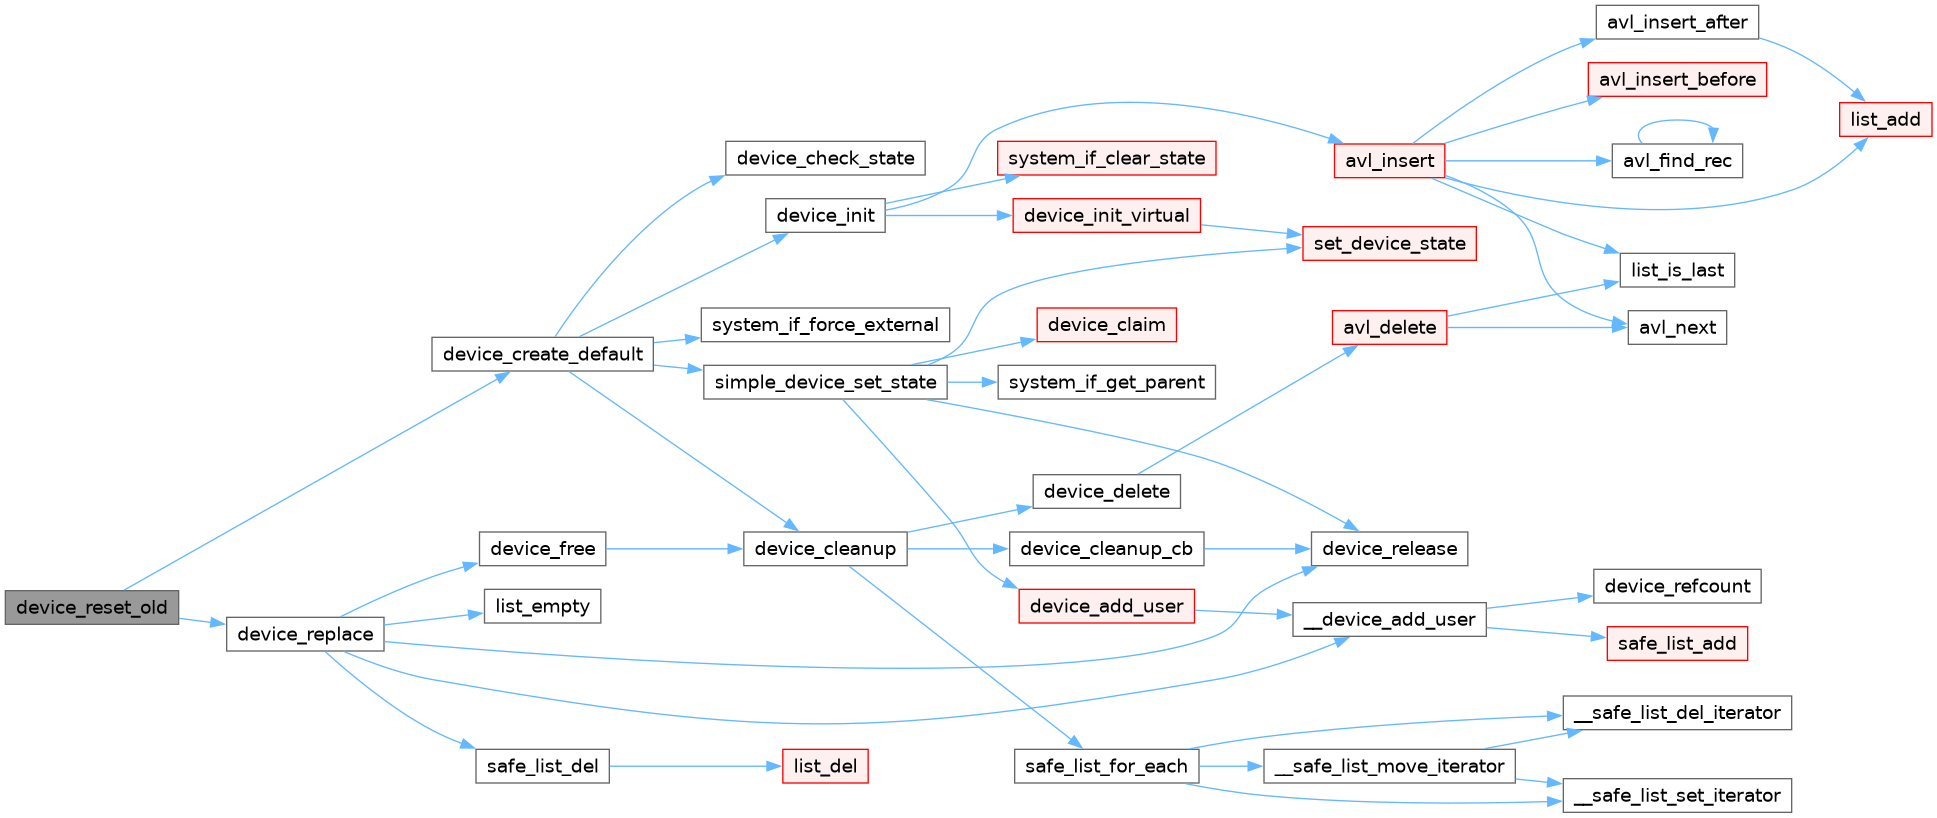 device_reset_old
device_create_default
device_replace
device_check_state
device_init
system_if_force_external
simple_device_set_state
device_free
list_empty
device_cleanup
safe_list_del
list_del
system_if_clear_state
device_init_virtual
device_claim
system_if_get_parent
device_delete
device_cleanup_cb
device_add_user
safe_list_for_each
avl_insert
set_device_state
avl_delete
device_release
__device_add_user
__safe_list_move_iterator
avl_insert_after
avl_insert_before
avl_find_rec
list_is_last
avl_next
device_refcount
safe_list_add
__safe_list_del_iterator
__safe_list_set_iterator
list_add